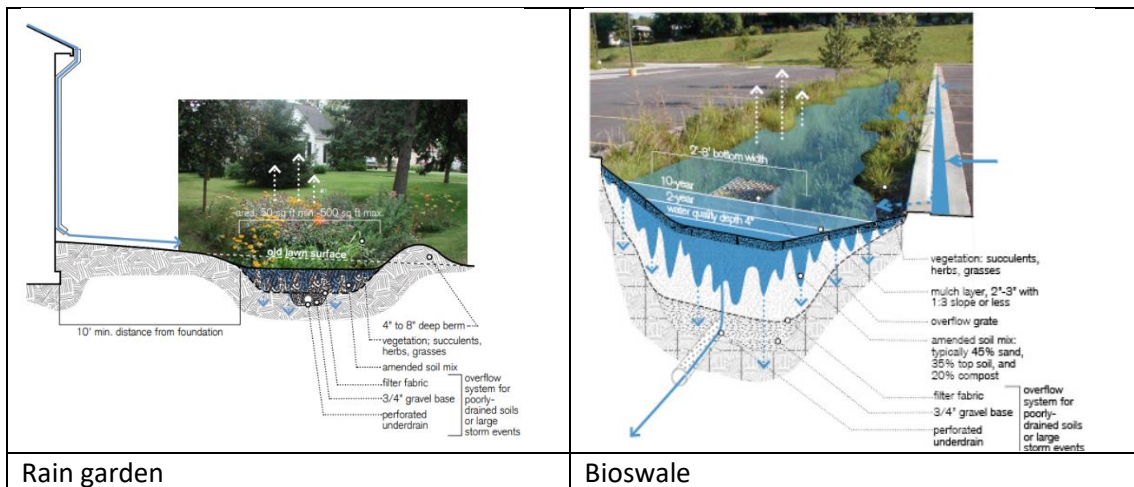 area, 50-sq ft min.-500 sq ft max.
old lawn surface
10' min. distance from foundation
4" to 8" deep berm
vegetation; succulents,
herbs, grasses
amended soil mix
filter fabric
3/4" gravel base
perforated
underdrain
overflow
system for
poorly-
drained soils
or large
storm events
Rain garden
2'-8' bottom width
10-year
2-year
water quality depth 4"
vegetation: succulents,
herbs, grasses
mulch layer, 2"-3" with
1:3 slope or less
overflow grate
amended soil mix:
typically 45% sand,
35% top soil, and
20% compost
filter fabric
3/4" gravel base
perforated
underdrain
overflow
system for
poorly-
drained soils
or large
storm events
Bioswale